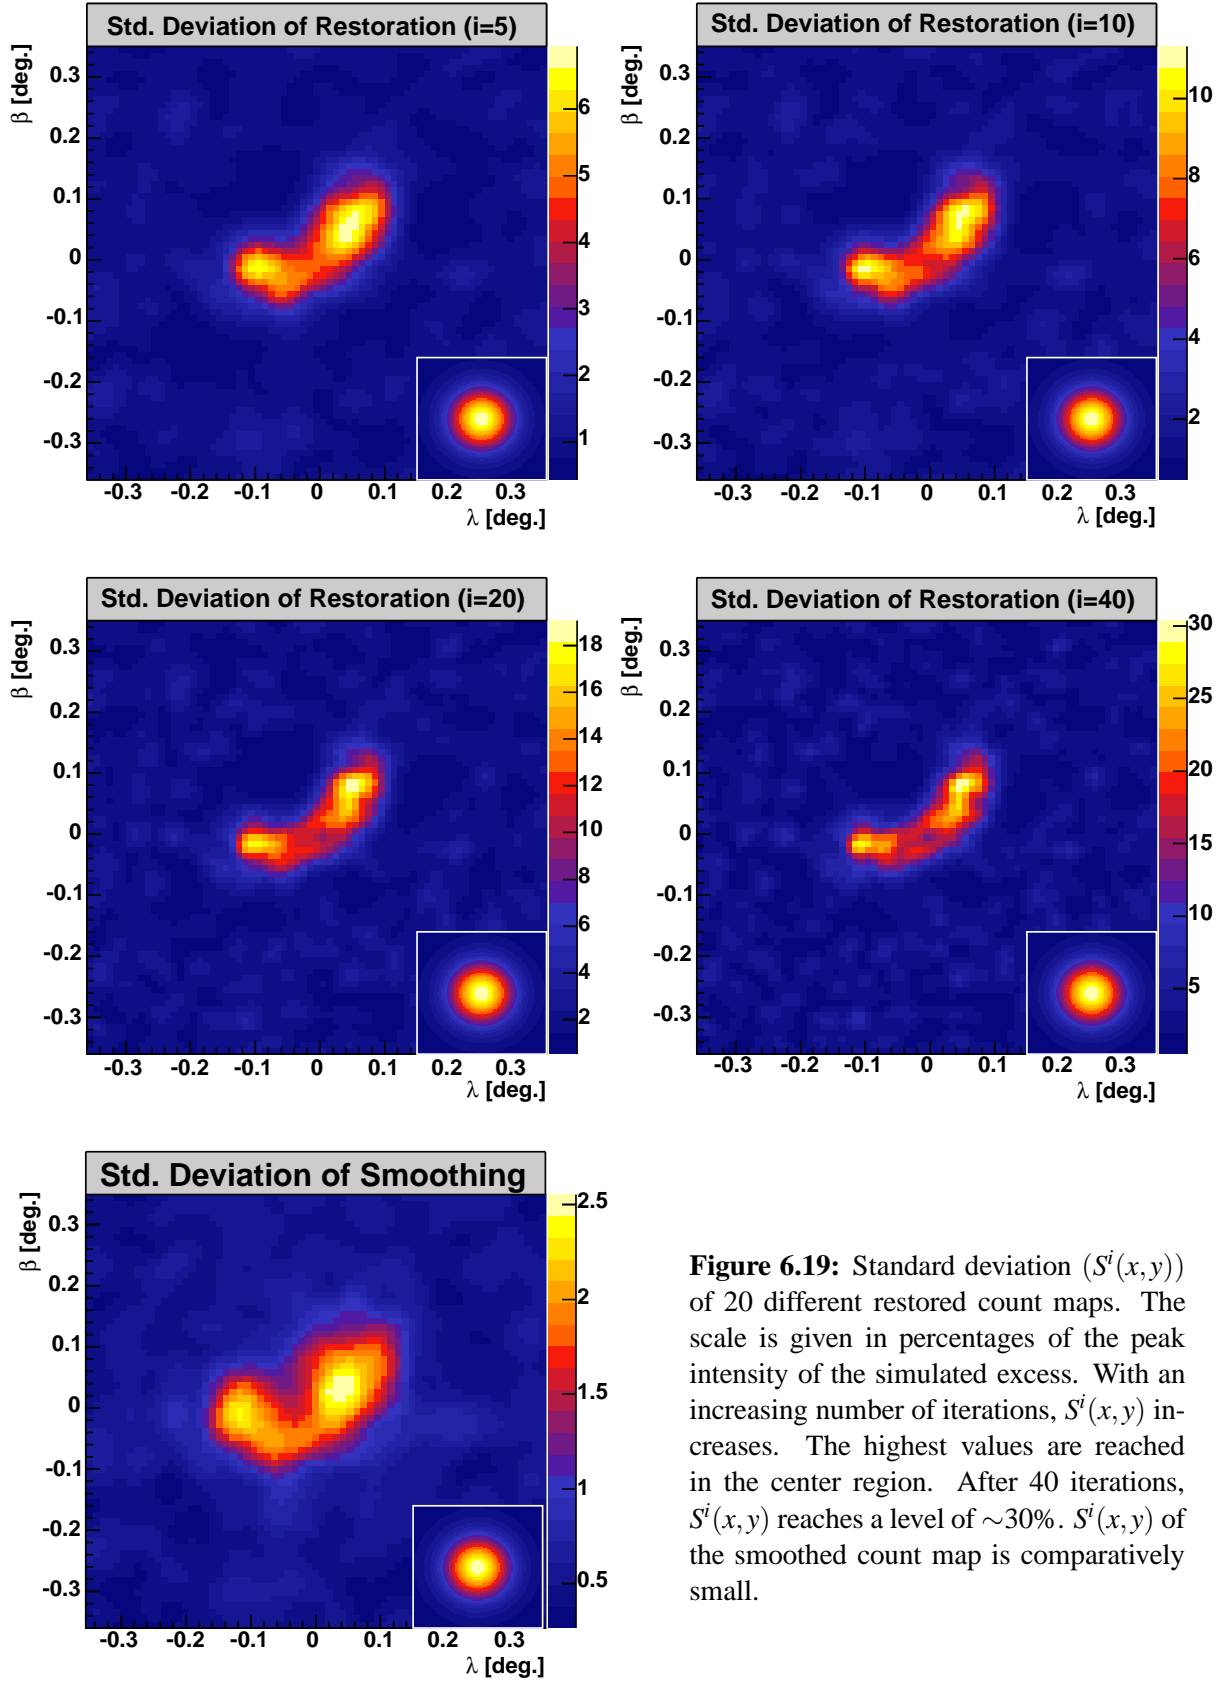 Std. Deviation of Restoration (i=5)
β [deg.]
0.3
0.2
0.1
0
-0.1
-0.2
-0.3
-0.3 -0.2 -0.1 0 0.1 0.2 0.3
λ [deg.]
6
5
4
3
2
1
Std. Deviation of Restoration (i=10)
β [deg.]
0.3
0.2
0.1
0
-0.1
-0.2
-0.3
-0.3 -0.2 -0.1 0 0.1 0.2 0.3
λ [deg.]
10
8
6
4
2
Std. Deviation of Restoration (i=20)
β [deg.]
0.3
0.2
0.1
0
-0.1
-0.2
-0.3
-0.3 -0.2 -0.1 0 0.1 0.2 0.3
λ [deg.]
18
16
14
12
10
8
6
4
2
Std. Deviation of Restoration (i=40)
β [deg.]
0.3
0.2
0.1
0
-0.1
-0.2
-0.3
-0.3 -0.2 -0.1 0 0.1 0.2 0.3
λ [deg.]
30
25
20
15
10
5
Std. Deviation of Smoothing
β [deg.]
0.3
0.2
0.1
0
-0.1
-0.2
-0.3
-0.3 -0.2 -0.1 0 0.1 0.2 0.3
λ [deg.]
2.5
2
1.5
1
0.5
Figure 6.19: Standard deviation (Sⁱ(x,y))
of 20 different restored count maps. The
scale is given in percentages of the peak
intensity of the simulated excess. With an
increasing number of iterations, Sⁱ(x,y) in-
creases. The highest values are reached
in the center region. After 40 iterations,
Sⁱ(x,y) reaches a level of ∼30%. Sⁱ(x,y) of
the smoothed count map is comparatively
small.